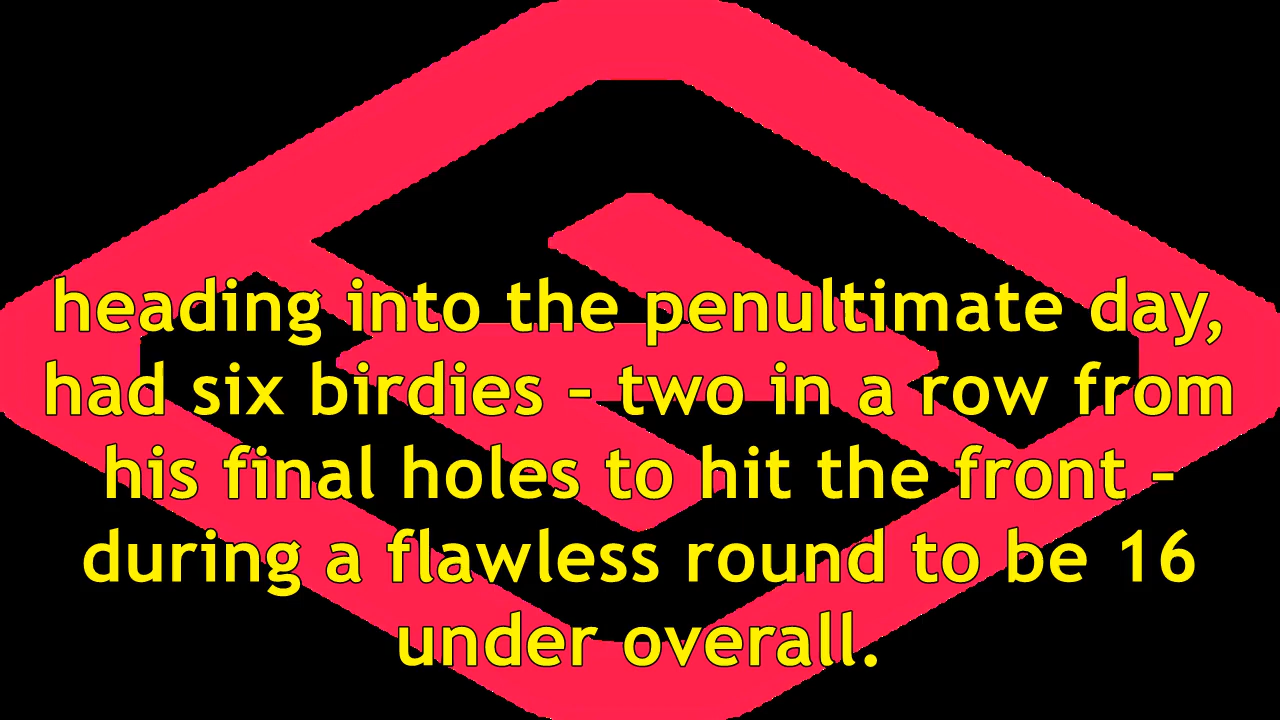 heading into the penultimate day,
had six birdies – two in a row from
his final holes to hit the front –
during a flawless round to be 16
under overall.